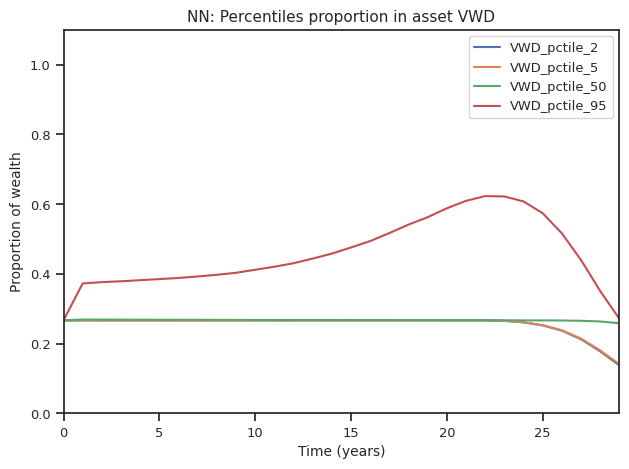 NN: Percentiles proportion in asset VWD
VWD_pctile_2
VWD_pctile_5
VWD_pctile_50
VWD_pctile_95
Proportion of wealth
1.0
0.8
0.6
0.4
0.2
0.0
0 5 10 15 20 25
Time (years)